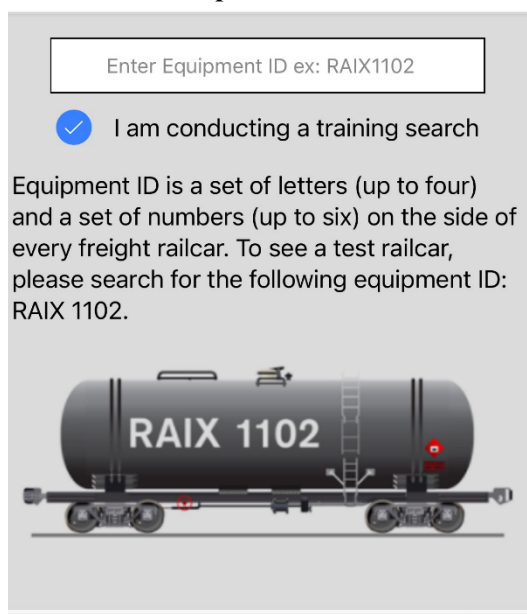 Enter Equipment ID ex: RAIX1102
I am conducting a training search
Equipment ID is a set of letters (up to four)
and a set of numbers (up to six) on the side of
every freight railcar. To see a test railcar,
please search for the following equipment ID:
RAIX 1102.
RAIX 1102